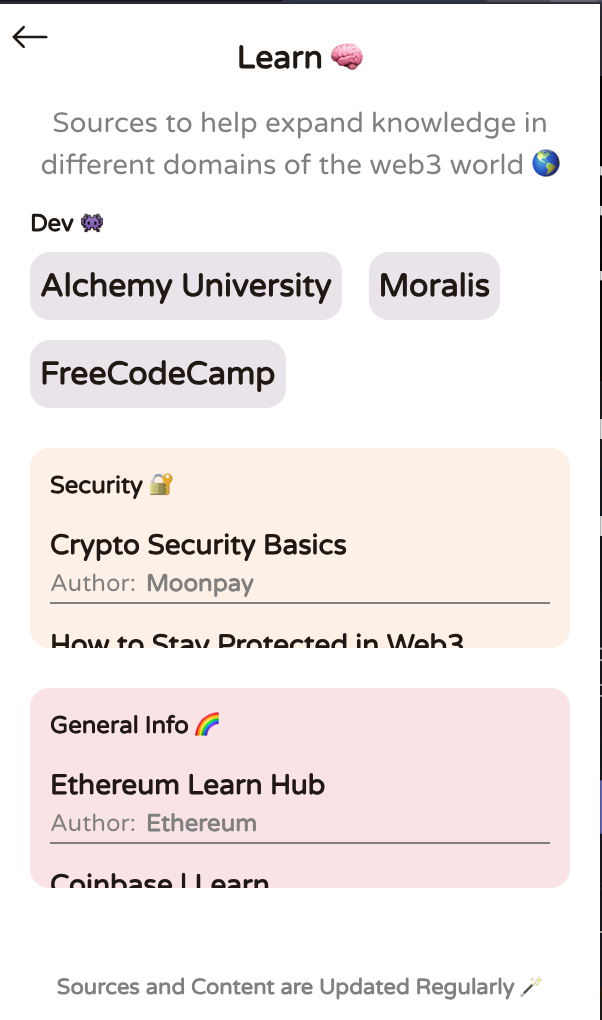 Learn 🧠
Sources to help expand knowledge in
different domains of the web3 world 🌎
Dev 👾
Alchemy University Moralis
FreeCodeCamp
Security 🔐
Crypto Security Basics
Author: Moonpay
How to Stay Protected in Web3
General Info 🌈
Ethereum Learn Hub
Author: Ethereum
Coinbase | Learn
Sources and Content are Updated Regularly 🪄